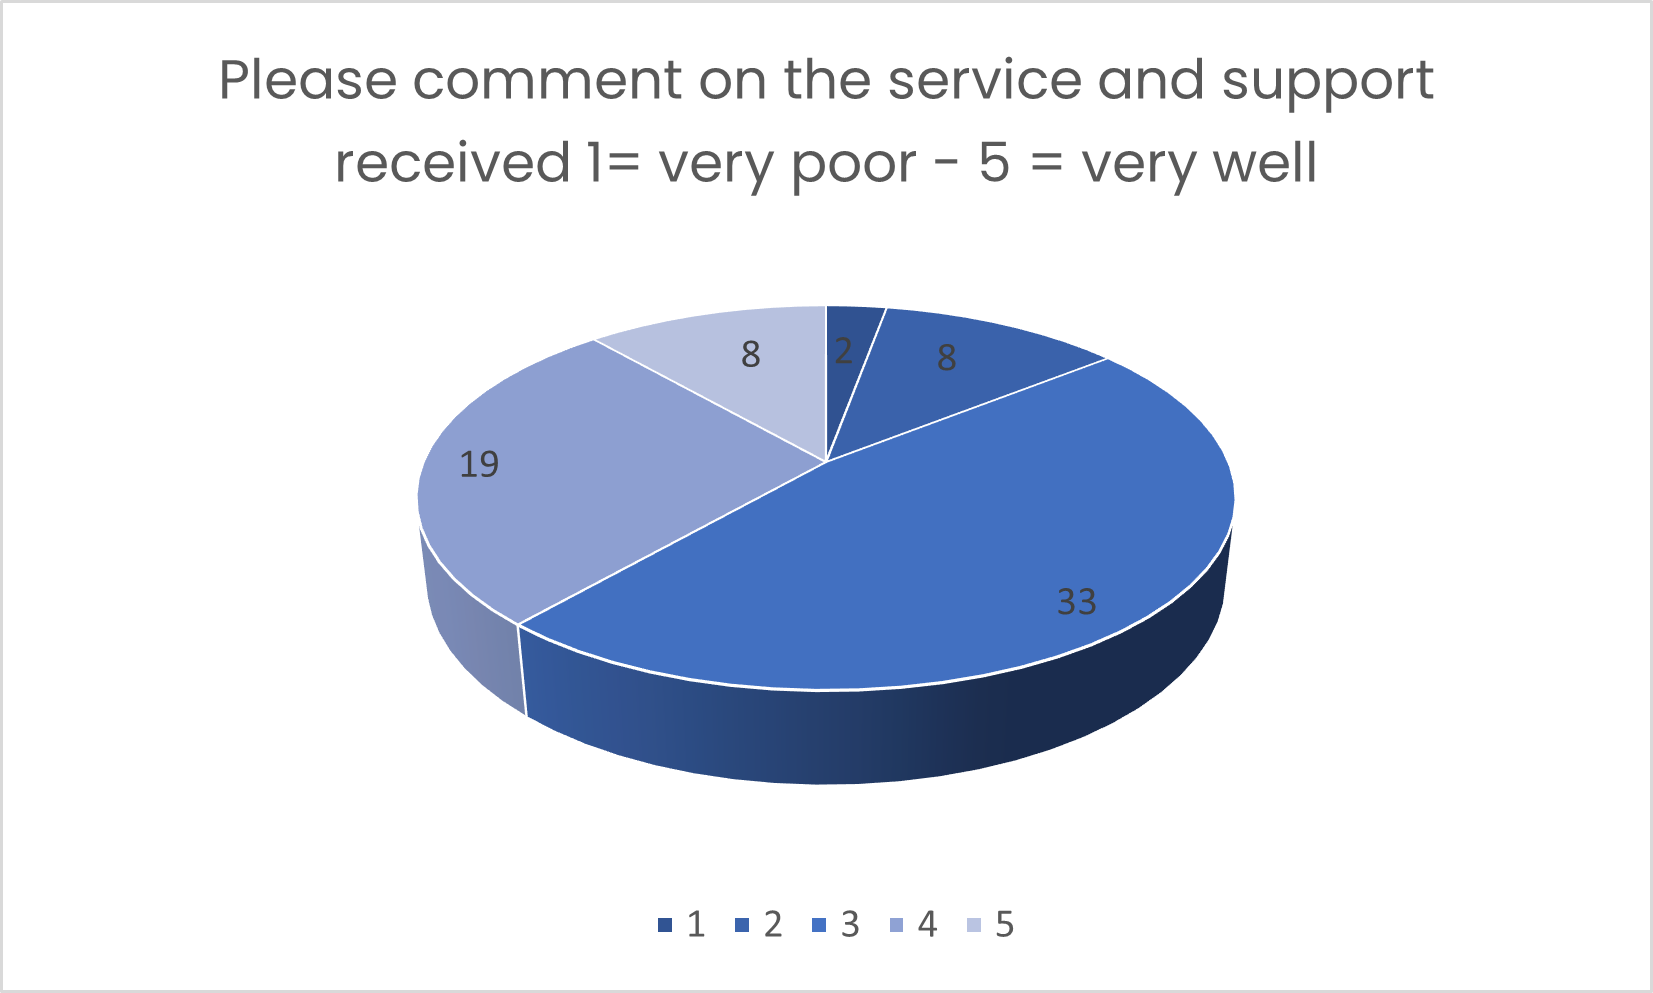 Please comment on the service and support
received 1= very poor - 5 = very well
8
2
8
19
33
1 2 3 4 5